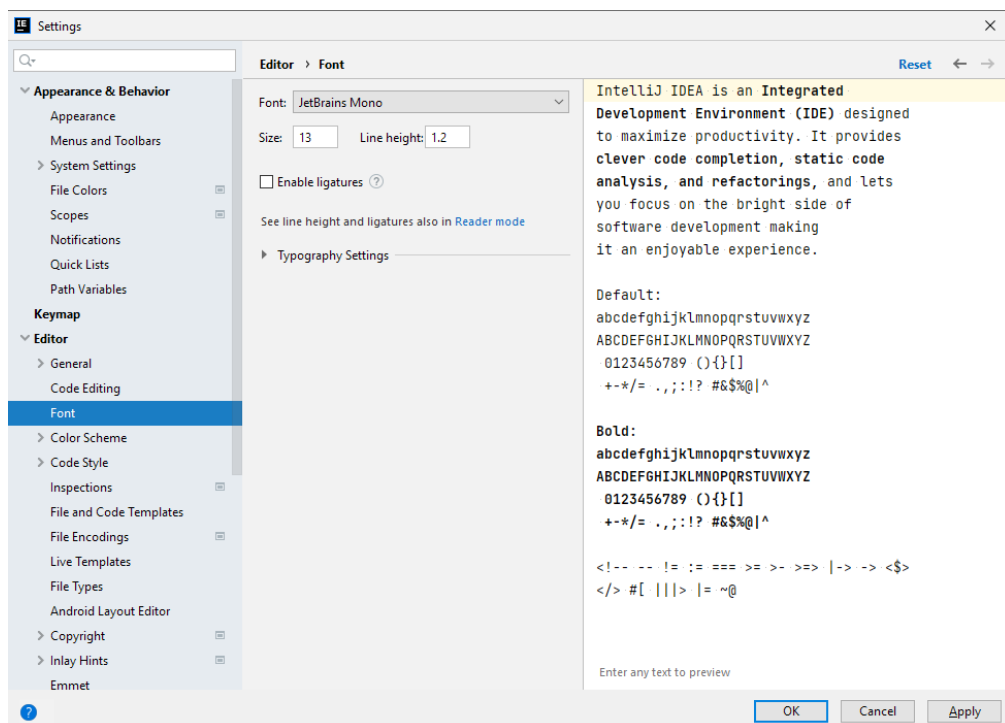 Settings
Appearance & Behavior
Appearance
Menus and Toolbars
System Settings
File Colors
Scopes
Notifications
Quick Lists
Path Variables
Keymap
Editor
General
Code Editing
Font
Color Scheme
Code Style
Inspections
File and Code Templates
File Encodings
Live Templates
File Types
Android Layout Editor
Copyright
Inlay Hints
Emmet
Editor › Font
Reset
Font: JetBrains Mono
Size: 13 Line height: 1.2
Enable ligatures ?
See line height and ligatures also in Reader mode
Typography Settings
IntelliJ IDEA is an Integrated
Development Environment (IDE) designed
to maximize productivity. It provides
clever code completion, static code
analysis, and refactorings, and lets
you focus on the bright side of
software development making
it an enjoyable experience.
Default:
abcdefghijklmnopqrstuvwxyz
ABCDEFGHIJKLMNOPQRSTUVWXYZ
0123456789 (){}[]
+-*/= .,;:!? #&$%@|^
Bold:
abcdefghijklmnopqrstuvwxyz
ABCDEFGHIJKLMNOPQRSTUVWXYZ
0123456789 (){}[]
+-*/= .,;:!? #&$%@|^
<!-- -- != := === >= >- >=> |-> -> <$>
</> #[ |||> |= ~@
Enter any text to preview
?
OK Cancel Apply